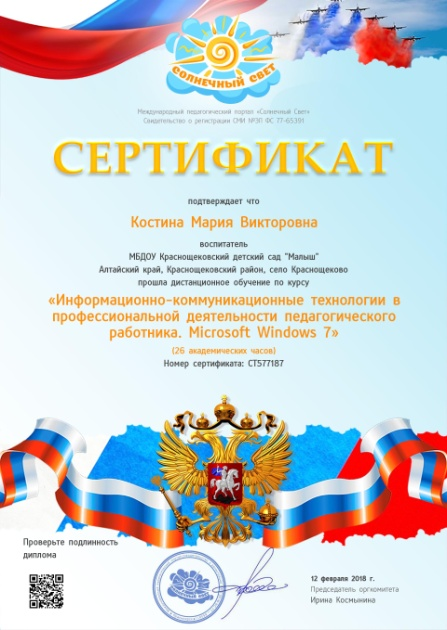 СОЛНЕЧНЫЙ СВЕТ
Международный педагогический портал «Солнечный Свет»
Свидетельство о регистрации СМИ №ЭЛ ФС 77-65391
СЕРТИФИКАТ
подтверждает что
Костина Мария Викторовна
воспитатель
МБДОУ Краснощековский детский сад "Малыш"
Алтайский край, Краснощековский район, село Краснощеково
прошла дистанционное обучение по курсу
«Информационно-коммуникационные технологии в
профессиональной деятельности педагогического
работника. Microsoft Windows 7»
(26 академических часов)
Номер сертификата: СТ577187
Проверьте подлинность
диплома
12 февраля 2018 г.
Председатель оргкомитета
Ирина Космынина